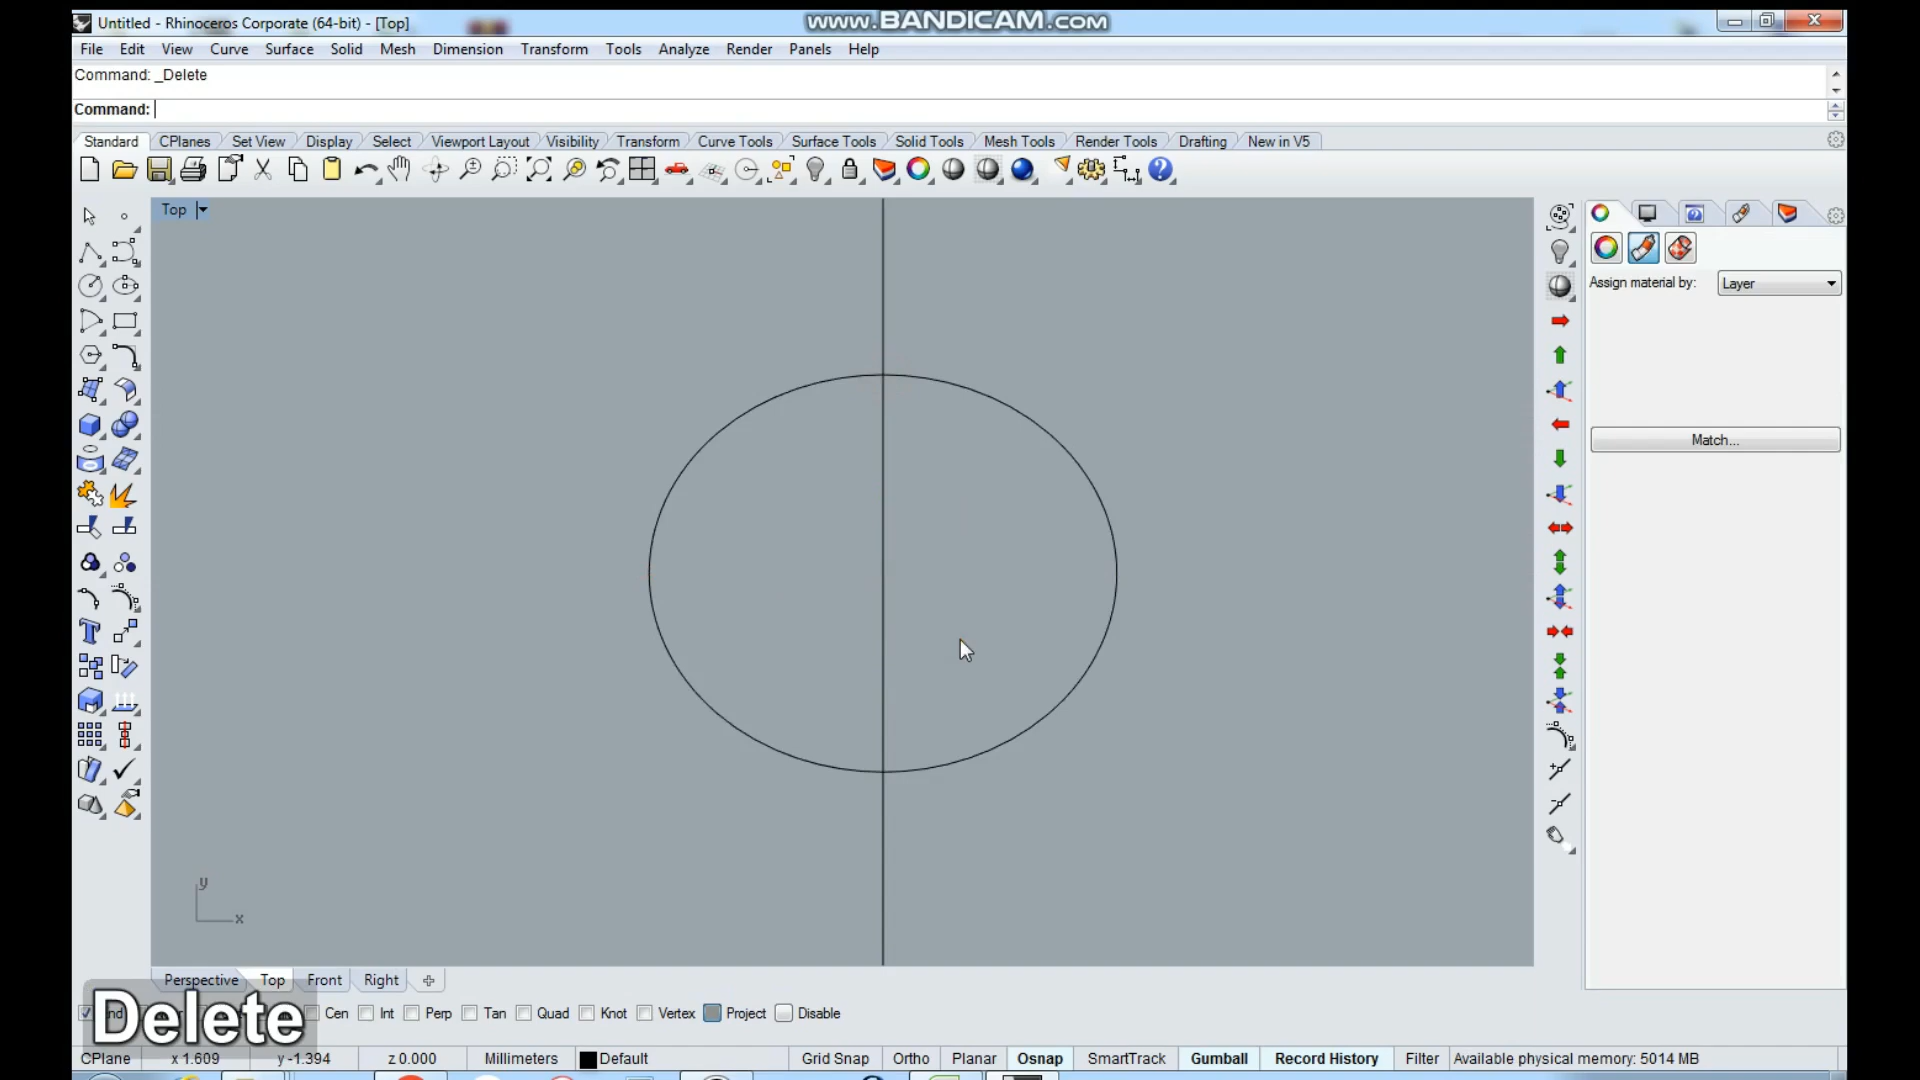 Untitled - Rhinoceros Corporate (64-bit) - [Top]
www.BANDICAM.com
File Edit View Curve Surface Solid Mesh Dimension Transform Tools Analyze Render Panels Help
Command: _Delete
Command:
Standard CPlanes Set View Display Select Viewport Layout Visibility Transform Curve Tools Surface Tools Solid Tools Mesh Tools Render Tools Drafting New in V5
Top
Assign material by: Layer
Match...
y
x
Perspective Top Front Right
Delete
Cen Int Perp Tan Quad Knot Vertex Project Disable
CPlane x 1.609 y -1.394 z 0.000 Millimeters Default Grid Snap Ortho Planar Osnap SmartTrack Gumball Record History Filter Available physical memory: 5014 MB